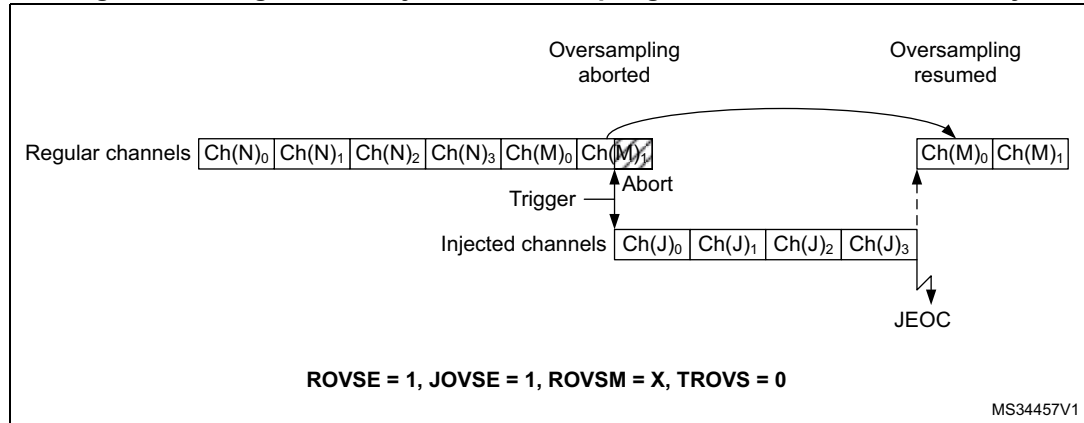 Oversampling aborted
Oversampling resumed
Regular channels Ch(N)₀ Ch(N)₁ Ch(N)₂ Ch(N)₃ Ch(M)₀ Ch(M)₁ Ch(M)₀ Ch(M)₁
Abort
Trigger
Injected channels Ch(J)₀ Ch(J)₁ Ch(J)₂ Ch(J)₃
JEOC
ROVSE = 1, JOVSE = 1, ROVSM = X, TROVS = 0
MS34457V1